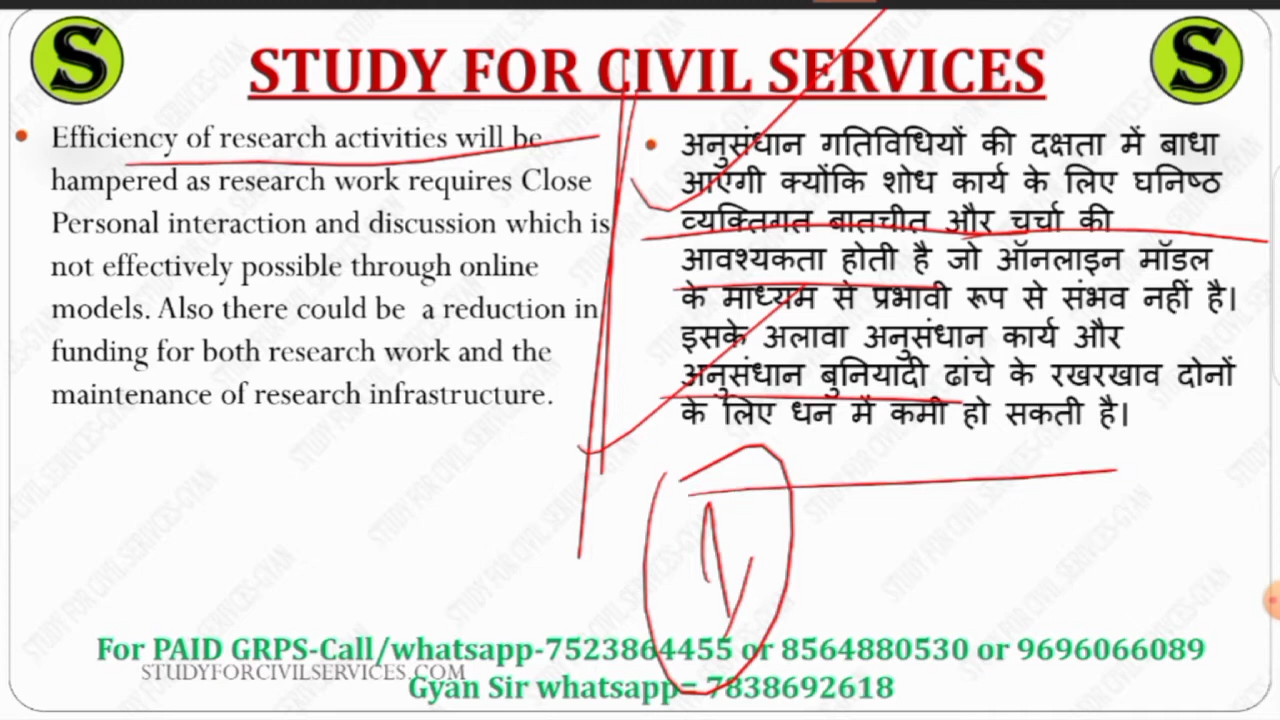 S STUDY FOR CIVIL SERVICES S
Efficiency of research activities will be
hampered as research work requires Close
Personal interaction and discussion which is
not effectively possible through online
models. Also there could be a reduction in
funding for both research work and the
maintenance of research infrastructure.
अनुसंधान गतिविधियों की दक्षता में बाधा
आएगी क्योंकि शोध कार्य के लिए घनिष्ठ
व्यक्तिगत बातचीत और चर्चा की
आवश्यकता होती है जो ऑनलाइन मॉडल
के माध्यम से प्रभावी रूप से संभव नहीं है।
इसके अलावा अनुसंधान कार्य और
अनुसंधान बुनियादी ढांचे के रखरखाव दोनों
के लिए धन में कमी हो सकती है।
For PAID GRPS-Call/whatsapp-7523864455 or 8564880530 or 9696066089
STUDYFORCIVILSERVICES.COM
Gyan Sir whatsapp= 7838692618